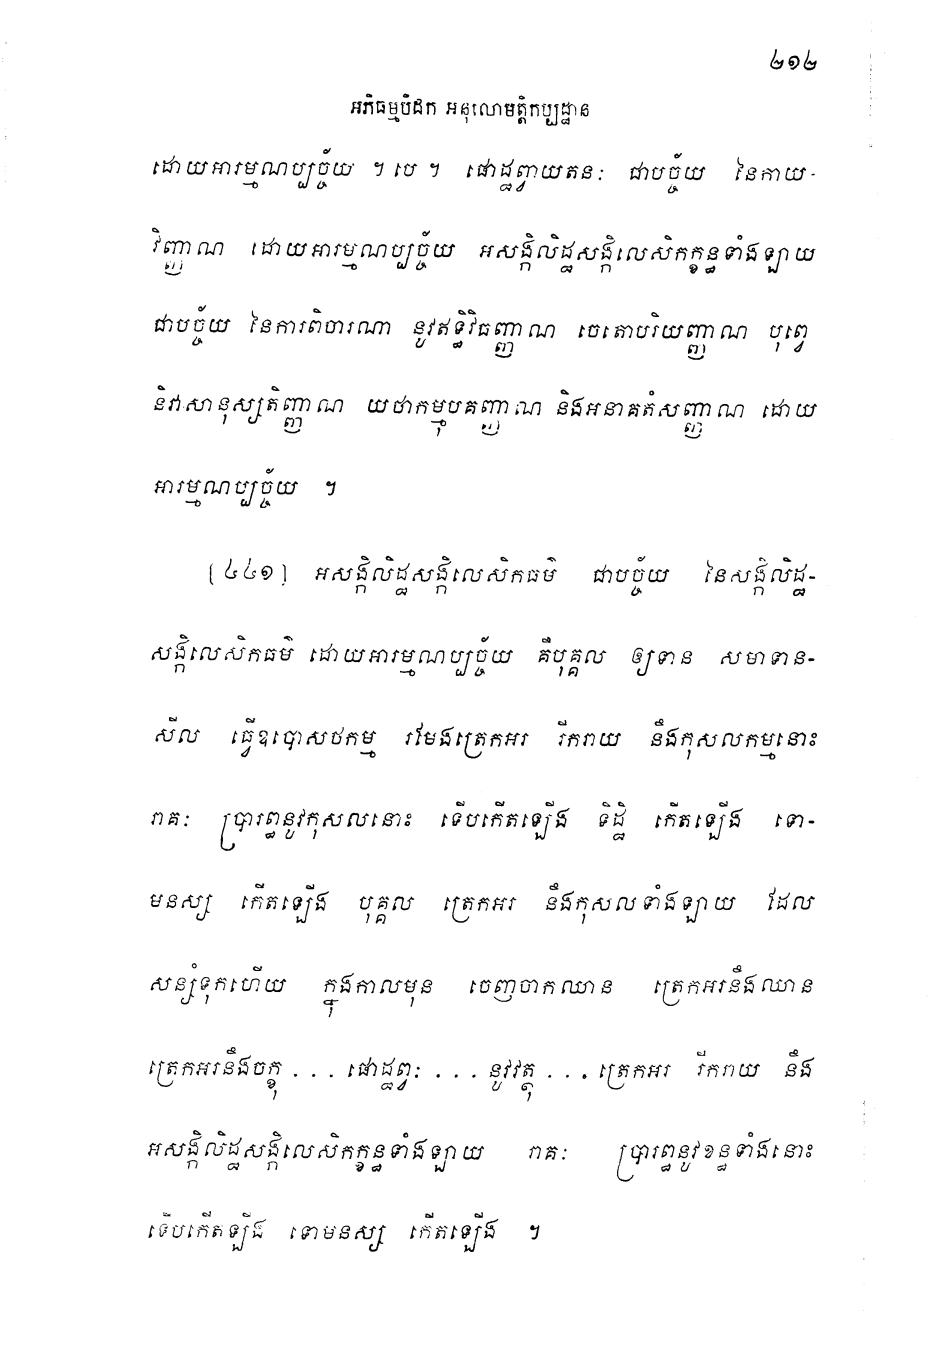 ២១២
អភិធម្មបិដក អនុលោមត្តិកប្បដ្ឋាន
ដោយអារម្មណប្បច្ច័យ ។ បេ ។ ផោដ្ឋព្វាយតនៈ ជាបច្ច័យ នៃកាយ-
វិញ្ញាណ ដោយអារម្មណប្បច្ច័យ អសង្កិលិដ្ឋសង្កិលេសិកក្ខន្ធទាំងឡាយ
ជាបច្ច័យ នៃការពិចារណា នូវឥទ្ធិវិធញ្ញាណ ចេតោបរិយញ្ញាណ បុព្វេ
និវាសានុស្សតិញ្ញាណ យថាកម្មុបគញ្ញាណ និងអនាគតំសញ្ញាណ ដោយ
អារម្មណប្បច្ច័យ ។
[៤៤១] អសង្កិលិដ្ឋសង្កិលេសិកធម៌ ជាបច្ច័យ នៃសង្កិលិដ្ឋ-
សង្កិលេសិកធម៌ ដោយអារម្មណប្បច្ច័យ គឺបុគ្គល ឲ្យទាន សមាទាន-
សីល ធ្វើឧបោសថកម្ម រមែងត្រេកអរ រីករាយ នឹងកុសលកម្មនោះ
រាគៈ ប្រារព្ធនូវកុសលនោះ ទើបកើតឡើង ទិដ្ឋិ កើតឡើង ទោ-
មនស្ស កើតឡើង បុគ្គល ត្រេកអរ នឹងកុសលទាំងឡាយ ដែល
សន្សំទុកហើយ ក្នុងកាលមុន ចេញចាកឈាន ត្រេកអរនឹងឈាន
ត្រេកអរនឹងចក្ខុ ... ផោដ្ឋព្វៈ ... នូវវត្ថុ ... ត្រេកអរ រីករាយ នឹង
អសង្កិលិដ្ឋសង្កិលេសិកក្ខន្ធទាំងឡាយ រាគៈ ប្រារព្ធនូវខន្ធទាំងនោះ
ទើបកើតឡើង ទោមនស្ស កើតឡើង ។